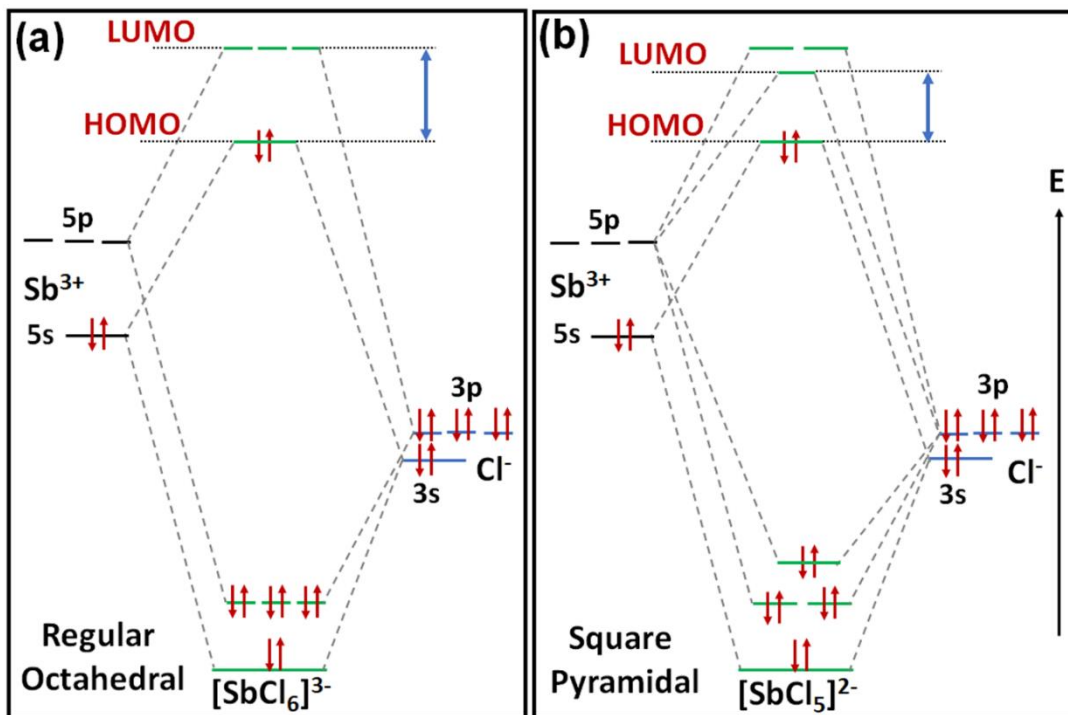 (a)
LUMO
HOMO
5p
Sb³⁺
5s
3p
Cl⁻
3s
Regular
Octahedral
[SbCl₆]³⁻
(b)
LUMO
HOMO
E
5p
Sb³⁺
5s
3p
Cl⁻
3s
Square
Pyramidal
[SbCl₅]²⁻